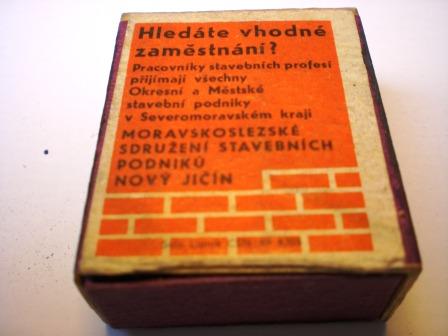 Hledáte vhodné
zaměstnání?
Pracovníky stavebních profesí
přijímají všechny
Okresní a Městské
stavební podniky
v Severomoravském kraji
MORAVSKOSLEZSKÉ
SDRUŽENÍ STAVEBNÍCH
PODNIKŮ
NOVÝ JIČÍN